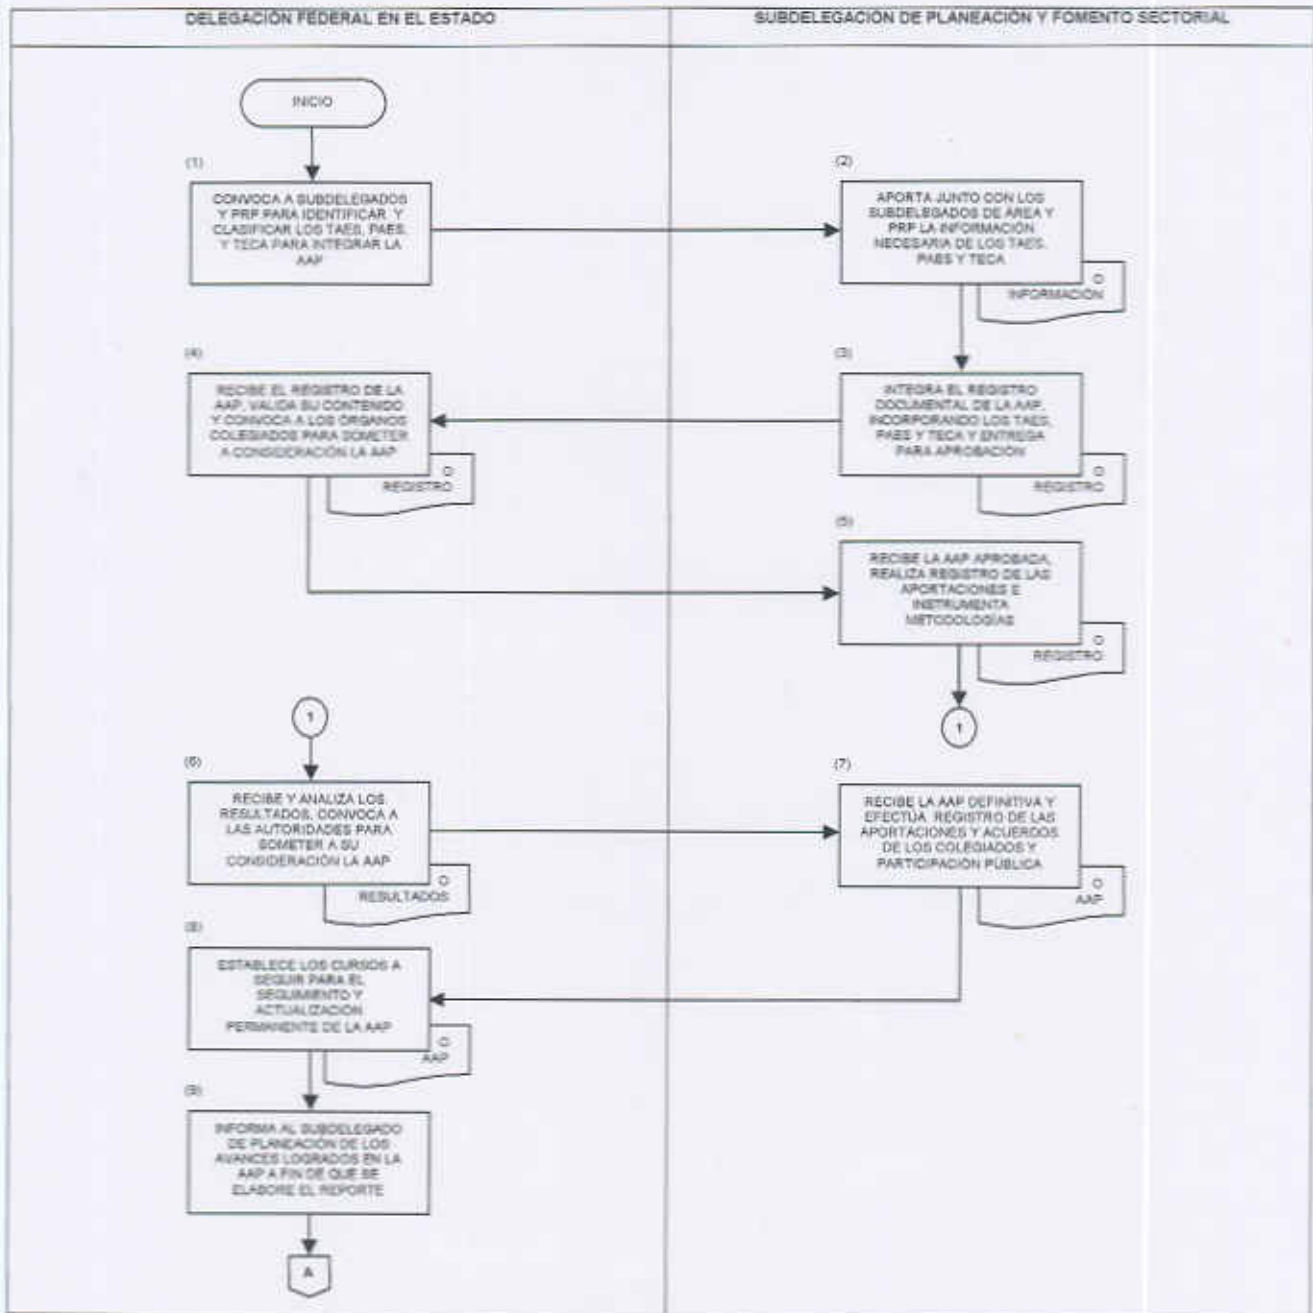 DELEGACIÓN FEDERAL EN EL ESTADO
SUBDELEGACIÓN DE PLANEACIÓN Y FOMENTO SECTORIAL
INICIO
(1)
CONVOCA A SUBDELEGADOS
Y PRP PARA IDENTIFICAR Y
CLASIFICAR LOS TAES, PAES,
Y TECA PARA INTEGRAR LA
AAP
(2)
APORTA JUNTO CON LOS
SUBDELEGADOS DE ÁREA Y
PRP LA INFORMACIÓN
NECESARIA DE LOS TAES,
PAES Y TECA
O
INFORMACIÓN
(3)
INTEGRA EL REGISTRO
DOCUMENTAL DE LA AAP,
INCORPORANDO LOS TAES,
PAES Y TECA Y ENTREGA
PARA APROBACIÓN
O
REGISTRO
(4)
RECIBE EL REGISTRO DE LA
AAP, VALIDA SU CONTENIDO
Y CONVOCA A LOS ÓRGANOS
COLEGIADOS PARA SOMETER
A CONSIDERACIÓN LA AAP
O
REGISTRO
(5)
RECIBE LA AAP APROBADA,
REALIZA REGISTRO DE LAS
APORTACIONES E
INSTRUMENTA
METODOLOGÍAS
O
REGISTRO
1
1
(6)
RECIBE Y ANALIZA LOS
RESULTADOS, CONVOCA A
LAS AUTORIDADES PARA
SOMETER A SU
CONSIDERACIÓN LA AAP
O
RESULTADOS
(7)
RECIBE LA AAP DEFINITIVA Y
EFECTÚA REGISTRO DE LAS
APORTACIONES Y ACUERDOS
DE LOS COLEGIADOS Y
PARTICIPACIÓN PÚBLICA
O
AAP
(8)
ESTABLECE LOS CURSOS A
SEGUIR PARA EL
SEGUIMIENTO Y
ACTUALIZACIÓN
PERMANENTE DE LA AAP
O
AAP
(9)
INFORMA AL SUBDELEGADO
DE PLANEACIÓN DE LOS
AVANCES LOGRADOS EN LA
AAP A FIN DE QUE SE
ELABORE EL REPORTE
A